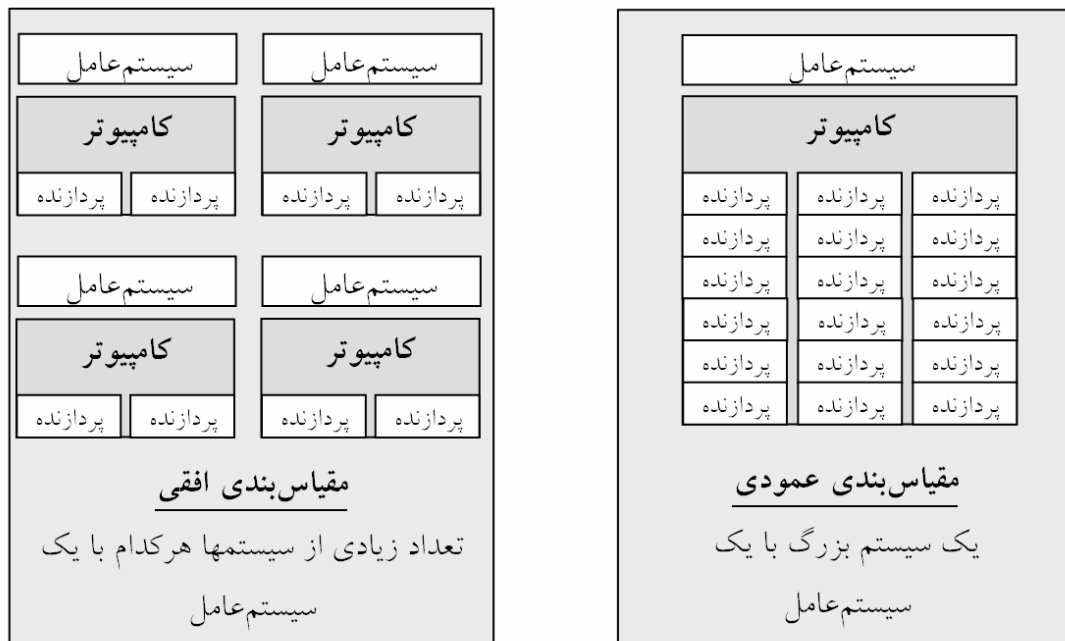 سیستم‌عامل سیستم‌عامل
کامپیوتر کامپیوتر
پردازنده پردازنده پردازنده پردازنده
سیستم‌عامل سیستم‌عامل
کامپیوتر کامپیوتر
پردازنده پردازنده پردازنده پردازنده
مقیاس‌بندی افقی
تعداد زیادی از سیستمها هرکدام با یک
سیستم‌عامل
سیستم‌عامل
کامپیوتر
پردازنده پردازنده پردازنده
پردازنده پردازنده پردازنده
پردازنده پردازنده پردازنده
پردازنده پردازنده پردازنده
پردازنده پردازنده پردازنده
پردازنده پردازنده پردازنده
مقیاس‌بندی عمودی
یک سیستم بزرگ با یک
سیستم‌عامل